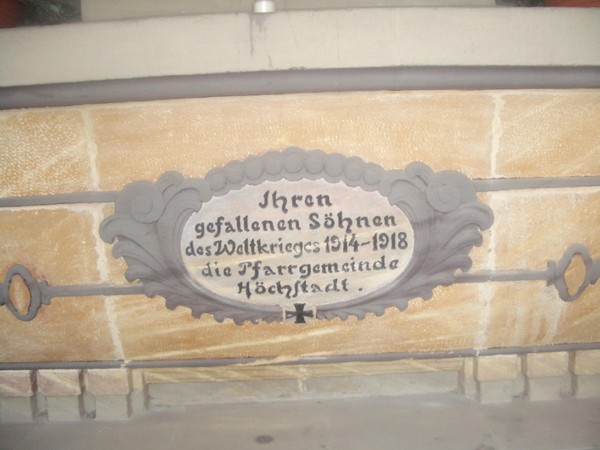 Ihren
gefallenen Söhnen
des Weltkrieges 1914-1918
die Pfarrgemeinde
Höchstadt.